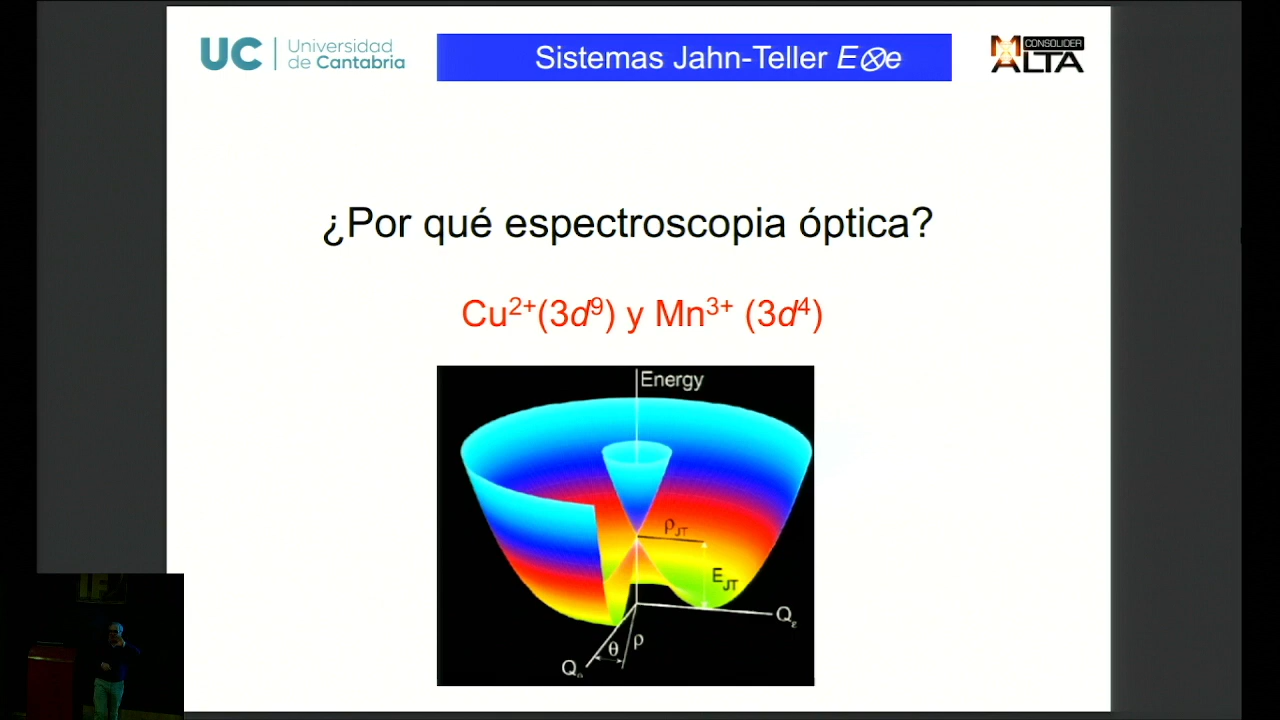 UC
Universidad
de Cantabria
Sistemas Jahn-Teller E⊗e
CONSOLIDER
MALTA
¿Por qué espectroscopia óptica?
Cu²⁺(3d⁹) y Mn³⁺ (3d⁴)
Energy
ρJT
EJT
Qε
θ
ρ